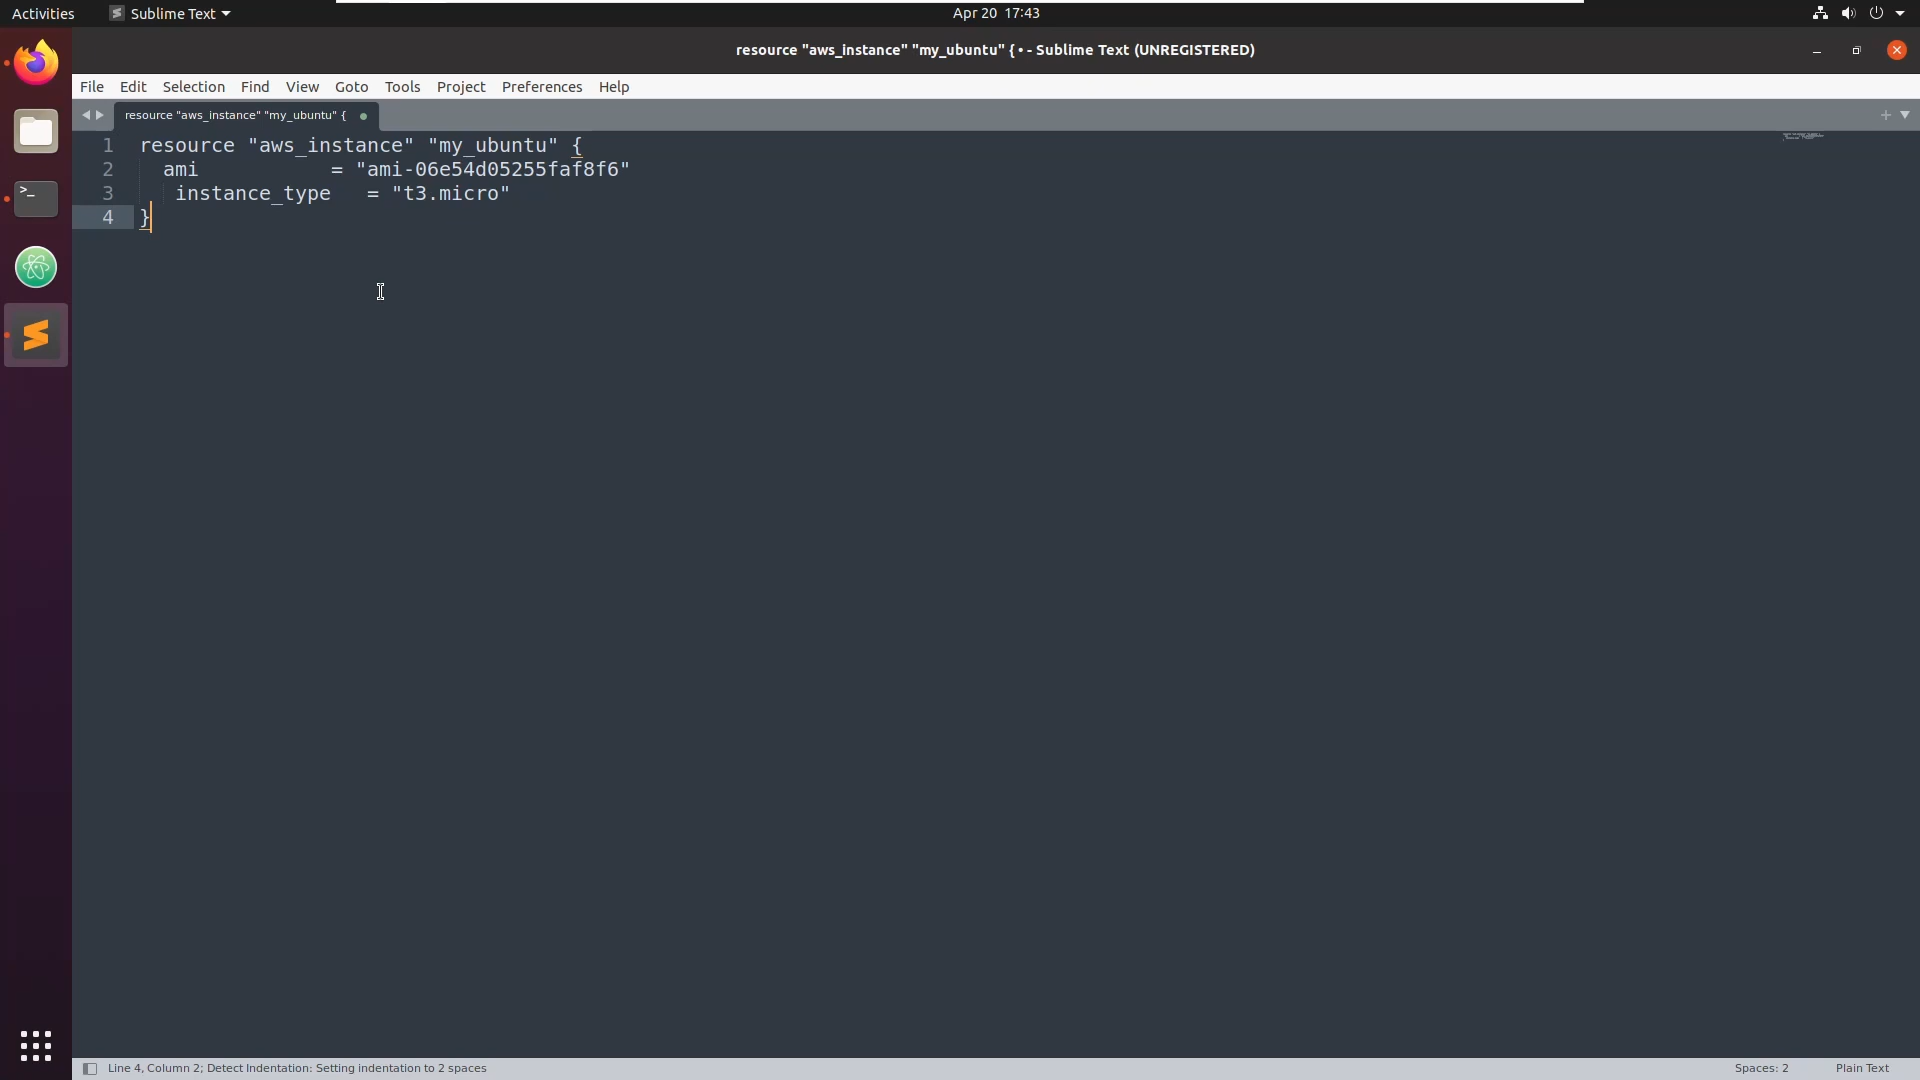 Activities
Sublime Text
Apr 20 17:43
resource "aws_instance" "my_ubuntu" { • - Sublime Text (UNREGISTERED)
File Edit Selection Find View Goto Tools Project Preferences Help
resource "aws_instance" "my_ubuntu" {
1 resource "aws_instance" "my_ubuntu" {
2   ami           = "ami-06e54d05255faf8f6"
3    instance_type   = "t3.micro"
4 }
Line 4, Column 2; Detect Indentation: Setting indentation to 2 spaces
Spaces: 2
Plain Text